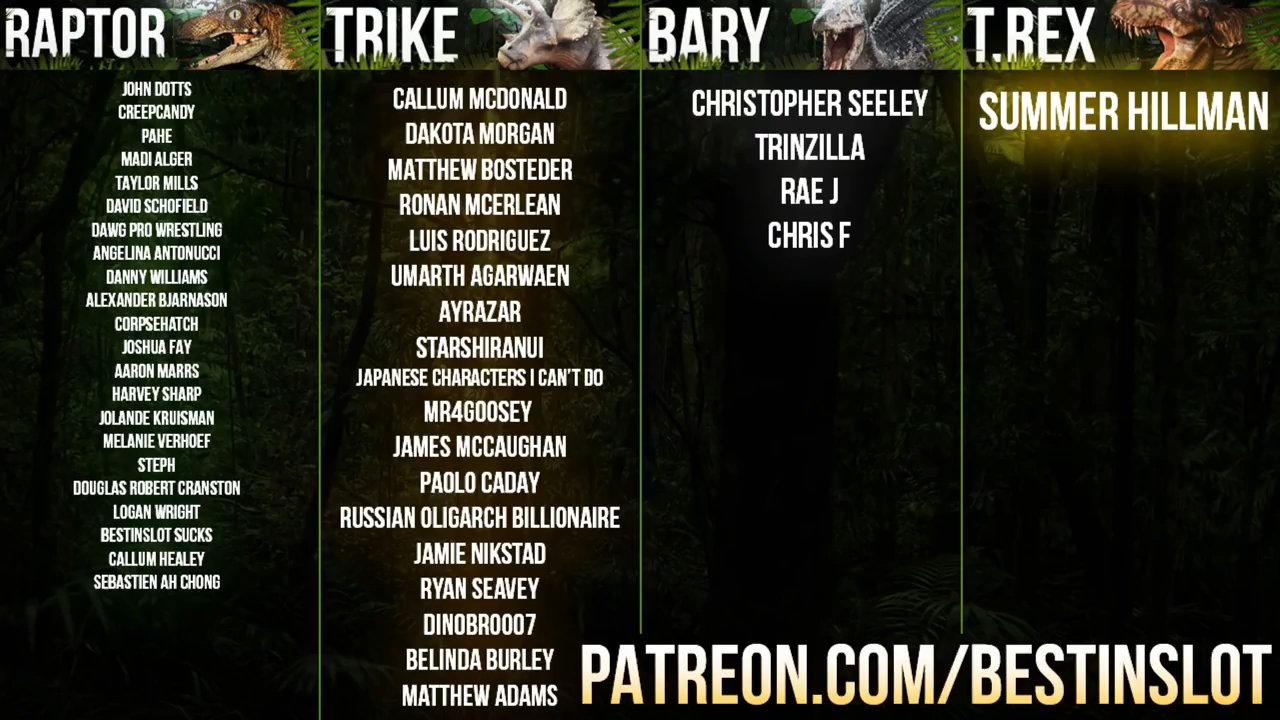 RAPTOR
JOHN DOTTS
CREEPCANDY
PAHE
MADI ALGER
TAYLOR MILLS
DAVID SCHOFIELD
DAWG PRO WRESTLING
ANGELINA ANTONUCCI
DANNY WILLIAMS
ALEXANDER BJARNASON
CORPSEHATCH
JOSHUA FAY
AARON MARRS
HARVEY SHARP
JOLANDE KRUISMAN
MELANIE VERHOEF
STEPH
DOUGLAS ROBERT CRANSTON
LOGAN WRIGHT
BESTINSLOT SUCKS
CALLUM HEALEY
SEBASTIEN AH CHONG
TRIKE
CALLUM MCDONALD
DAKOTA MORGAN
MATTHEW BOSTEDER
RONAN MCERLEAN
LUIS RODRIGUEZ
UMARTH AGARWAEN
AYRAZAR
STARSHIRANUI
JAPANESE CHARACTERS I CAN'T DO
MR4GOOSEY
JAMES MCCAUGHAN
PAOLO CADAY
RUSSIAN OLIGARCH BILLIONAIRE
JAMIE NIKSTAD
RYAN SEAVEY
DINOBRO007
BELINDA BURLEY
MATTHEW ADAMS
BARY
CHRISTOPHER SEELEY
TRINZILLA
RAE J
CHRIS F
T.REX
SUMMER HILLMAN
PATREON.COM/BESTINSLOT